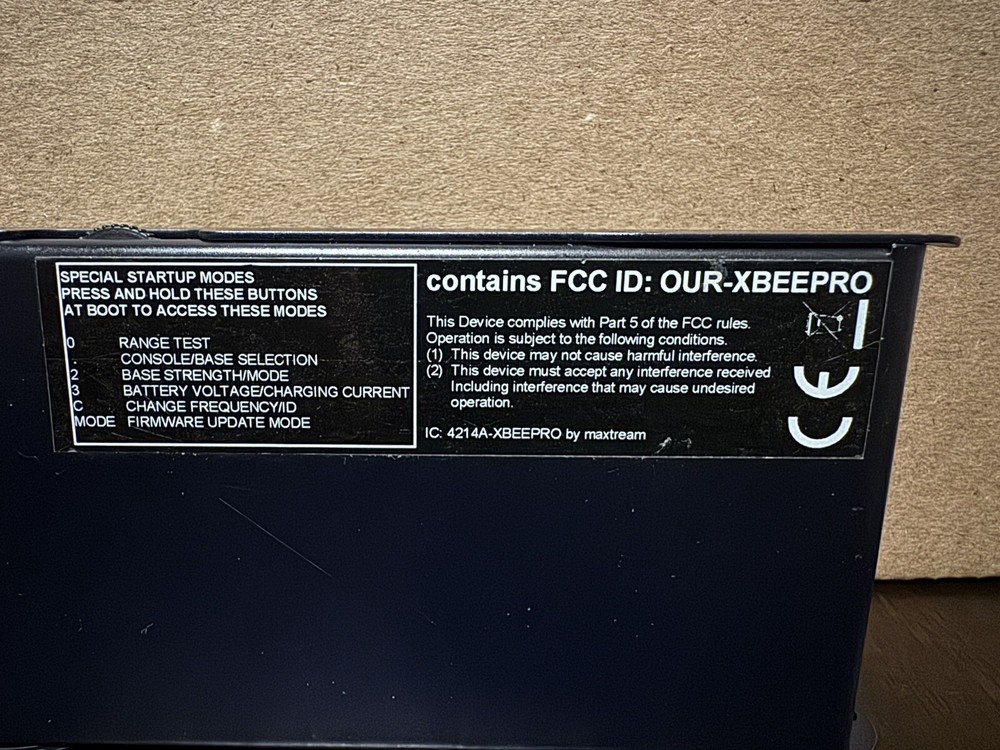 SPECIAL STARTUP MODES
PRESS AND HOLD THESE BUTTONS
AT BOOT TO ACCESS THESE MODES
0 RANGE TEST
. CONSOLE/BASE SELECTION
2 BASE STRENGTH/MODE
3 BATTERY VOLTAGE/CHARGING CURRENT
C CHANGE FREQUENCY/ID
MODE FIRMWARE UPDATE MODE
contains FCC ID: OUR-XBEEPRO
This Device complies with Part 5 of the FCC rules.
Operation is subject to the following conditions.
(1) This device may not cause harmful interference.
(2) This device must accept any interference received
Including interference that may cause undesired
operation.
IC: 4214A-XBEEPRO by maxtream
CE